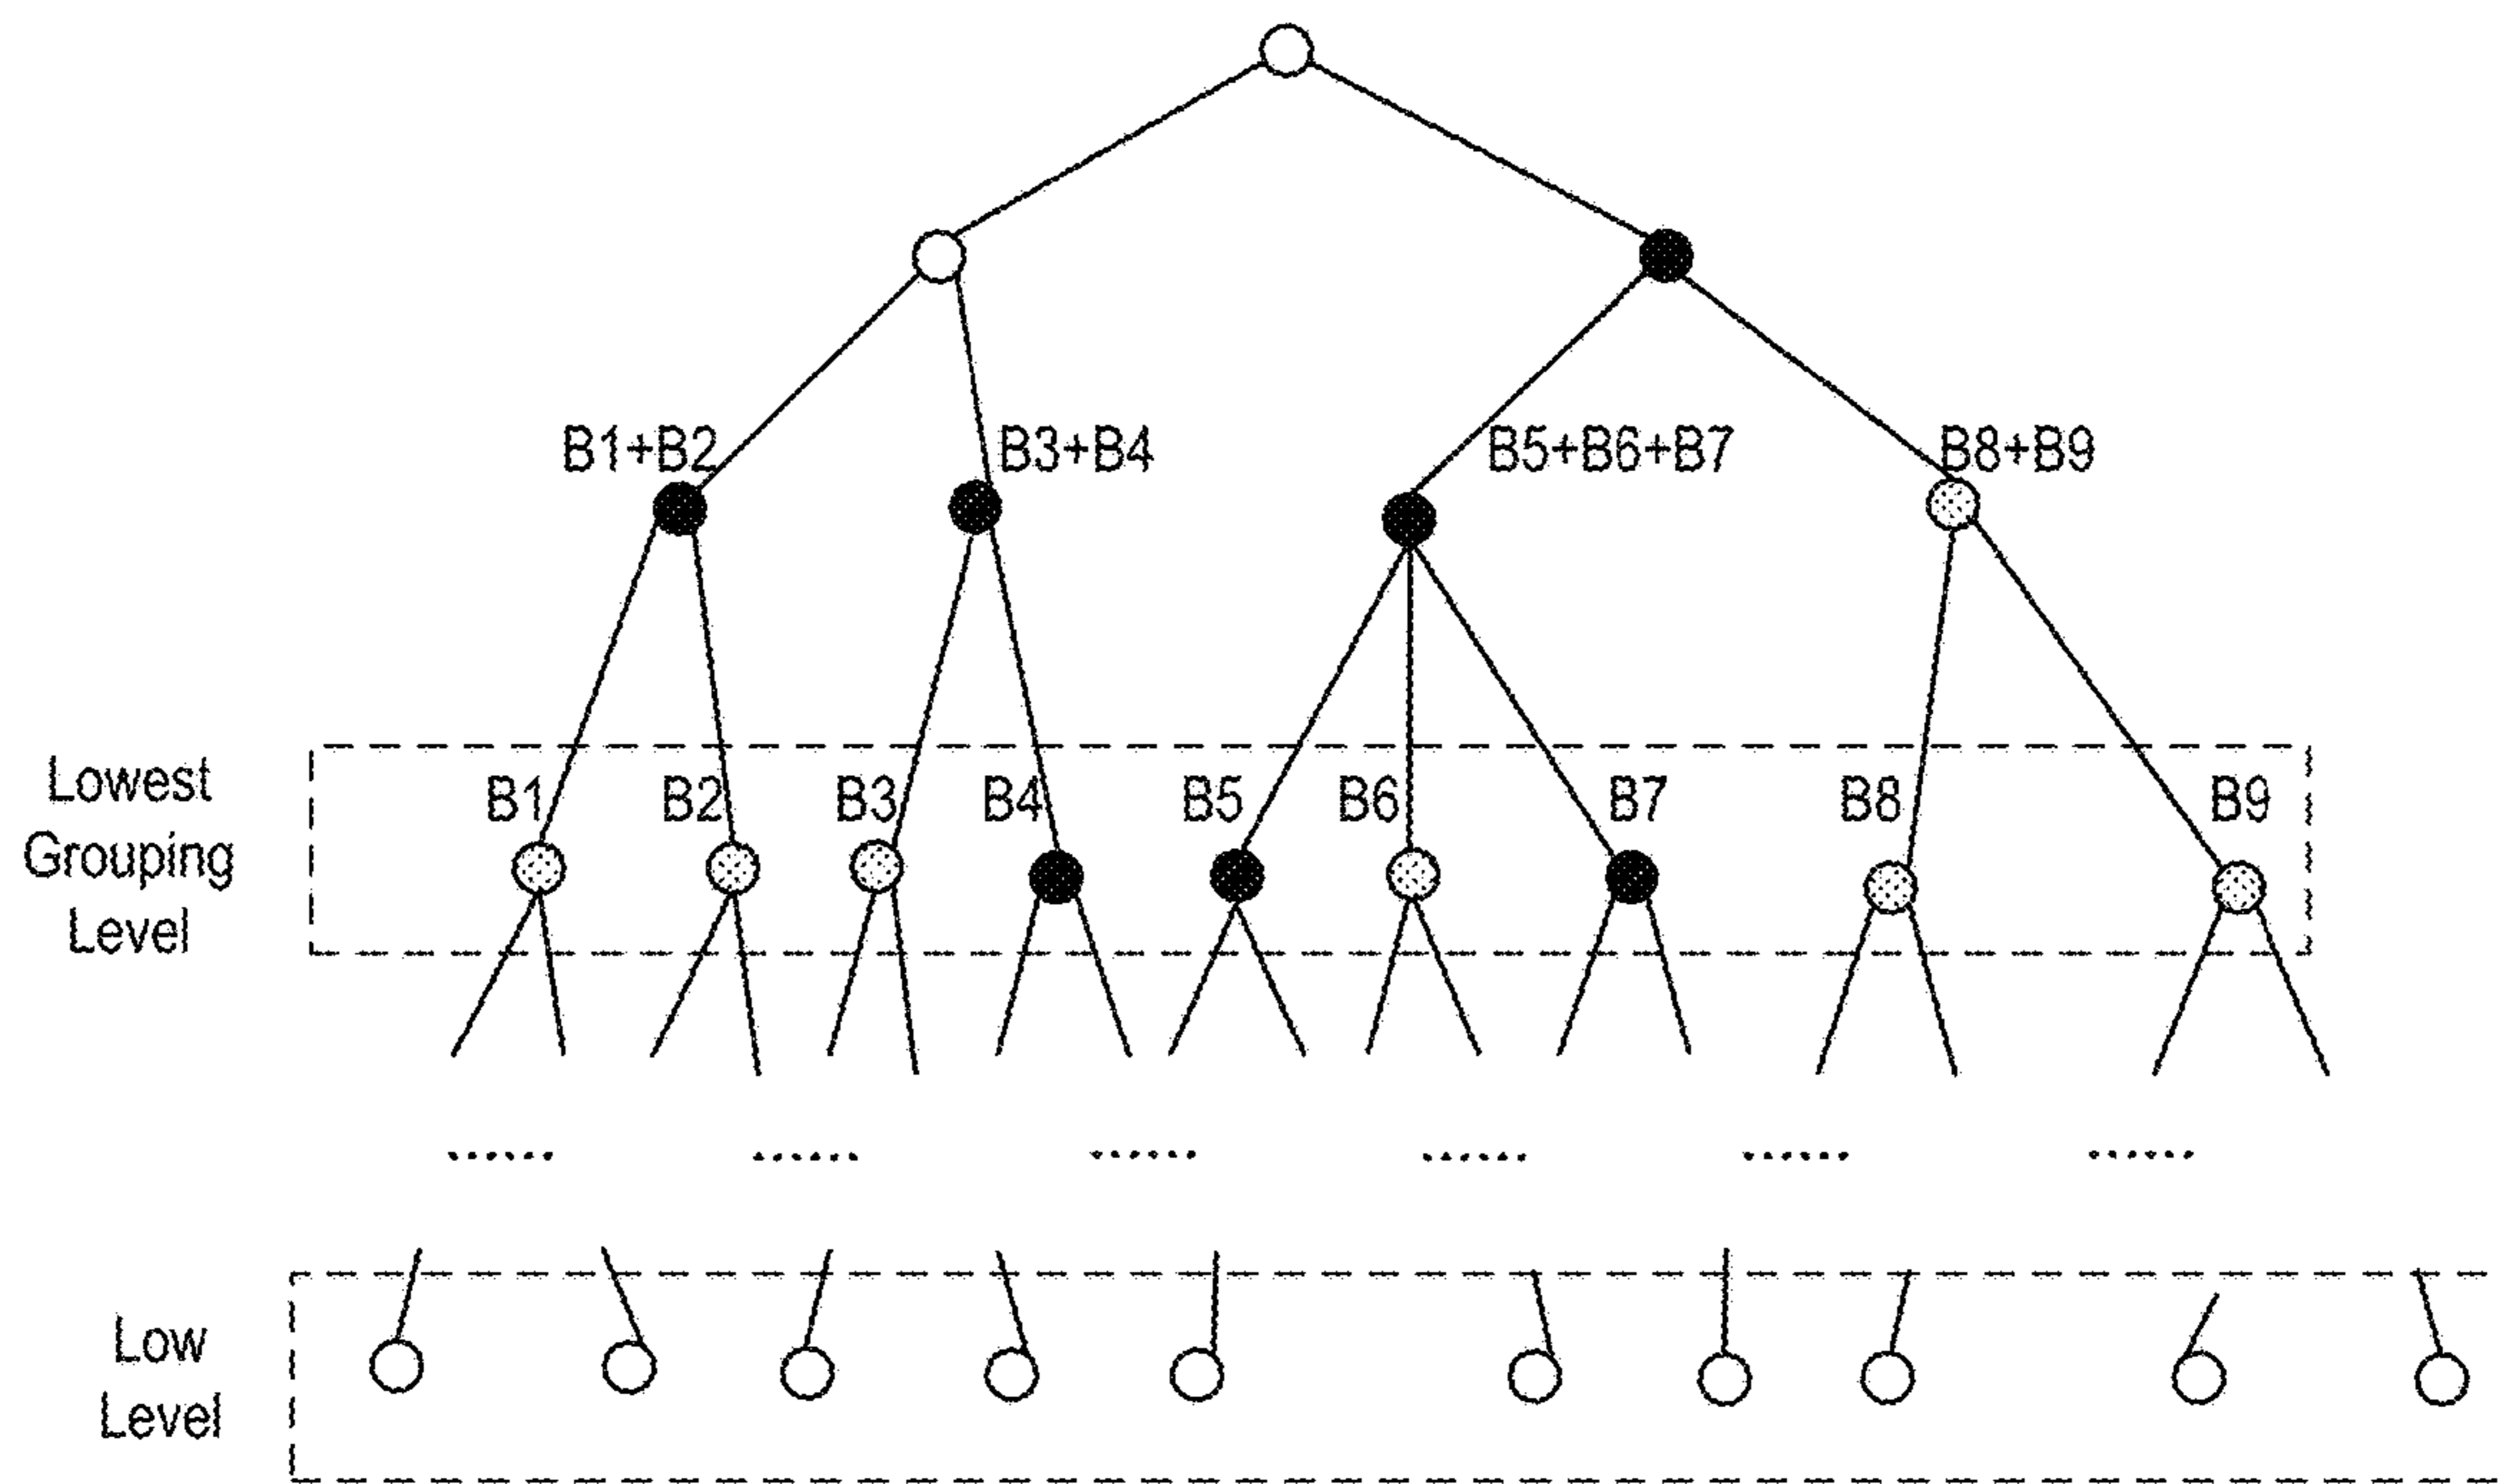 B1+B2 B3+B4 B5+B6+B7 B8+B9
Lowest
Grouping
Level
B1 B2 B3 B4 B5 B6 B7 B8 B9
Low
Level